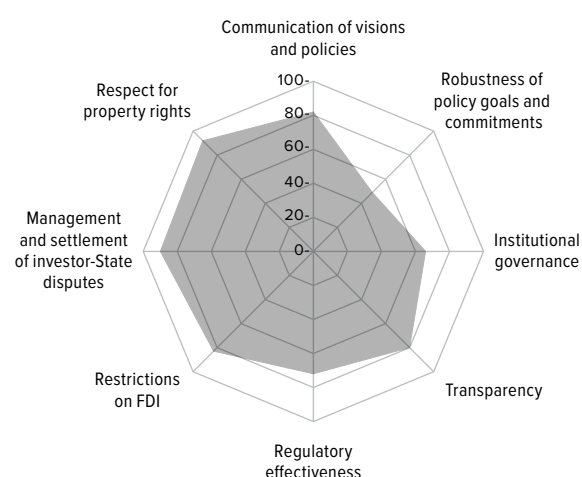 Communication of visions
and policies
Robustness of
policy goals and
commitments
Respect for
property rights
100-
80-
60-
40-
20-
0-
Management
and settlement
of investor-State
disputes
Institutional
governance
Restrictions
on FDI
Transparency
Regulatory
effectiveness